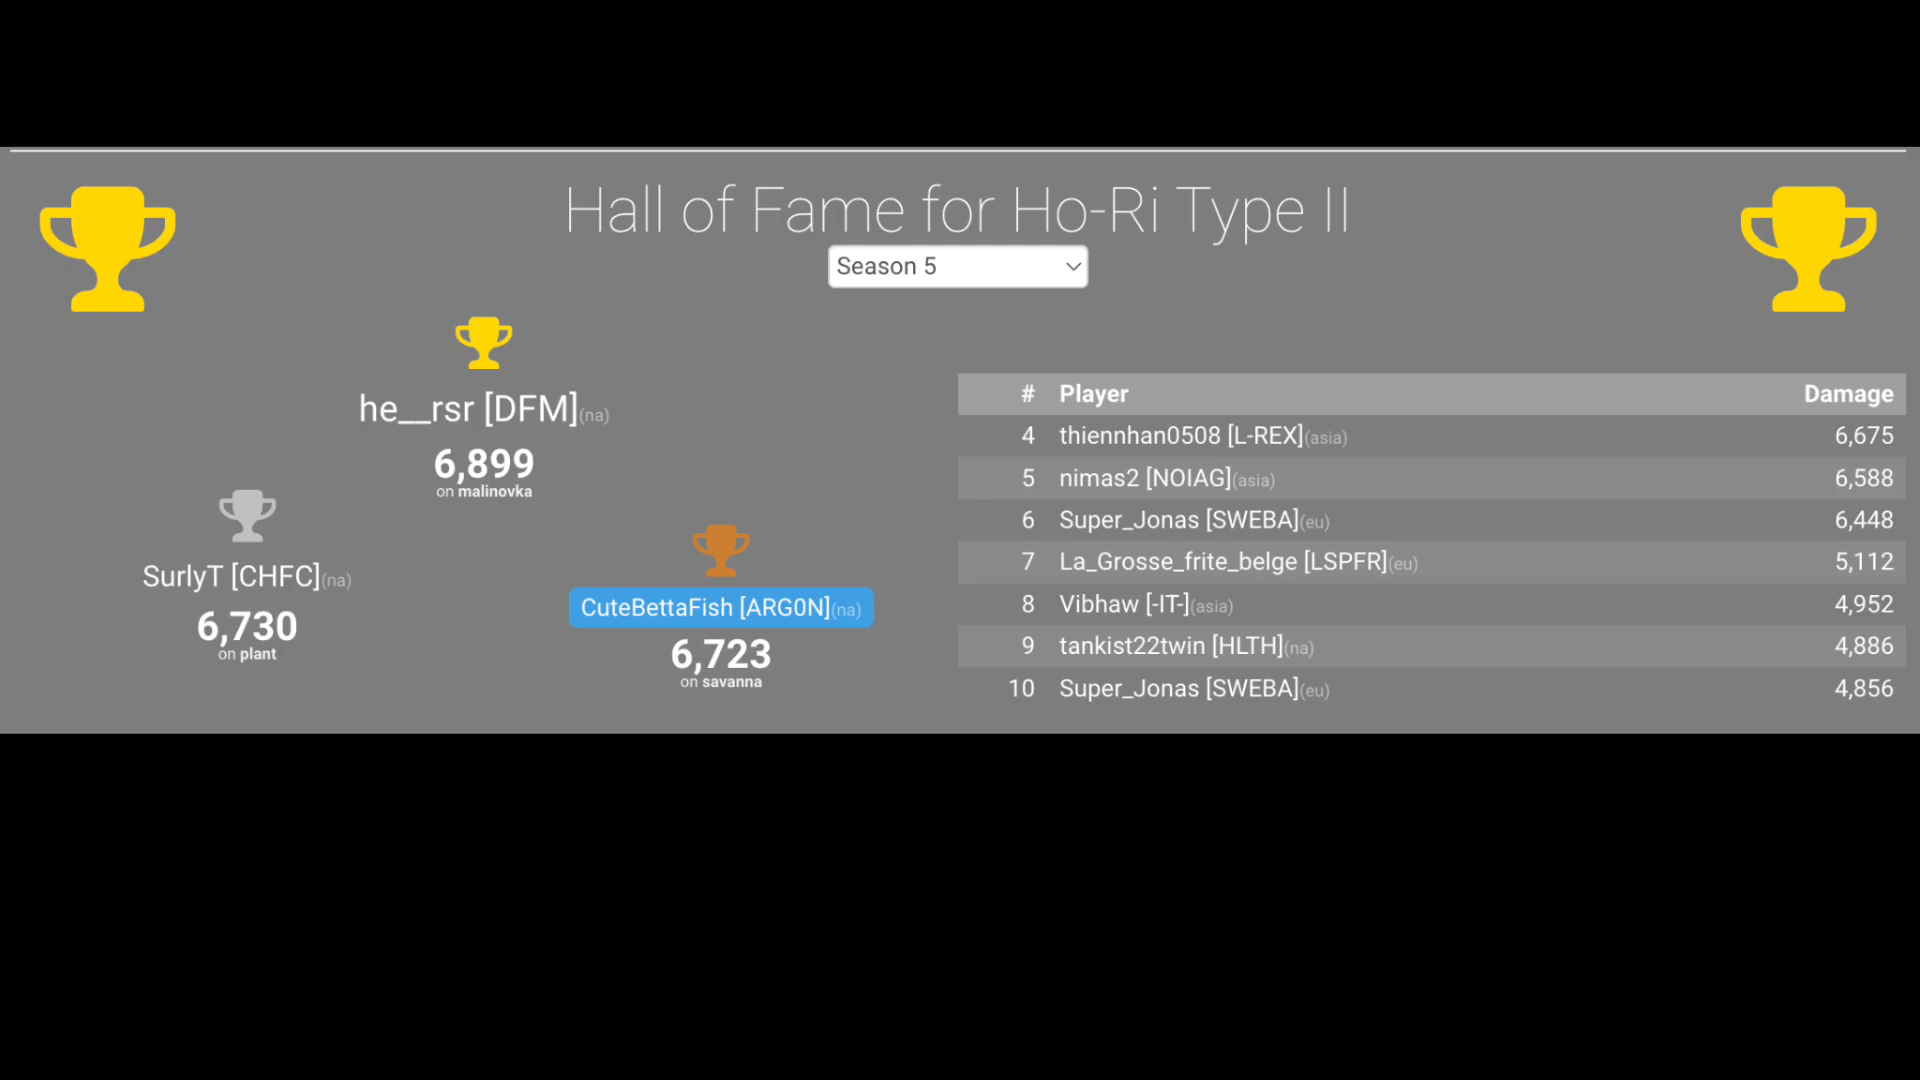 Hall of Fame for Ho-Ri Type II
Season 5
he__rsr [DFM](na)
6,899
on malinovka
SurlyT [CHFC](na)
6,730
on plant
CuteBettaFish [ARG0N](na)
6,723
on savanna
# Player Damage
4 thiennhan0508 [L-REX](asia) 6,675
5 nimas2 [NOIAG](asia) 6,588
6 Super_Jonas [SWEBA](eu) 6,448
7 La_Grosse_frite_belge [LSPFR](eu) 5,112
8 Vibhaw [-IT-](asia) 4,952
9 tankist22twin [HLTH](na) 4,886
10 Super_Jonas [SWEBA](eu) 4,856